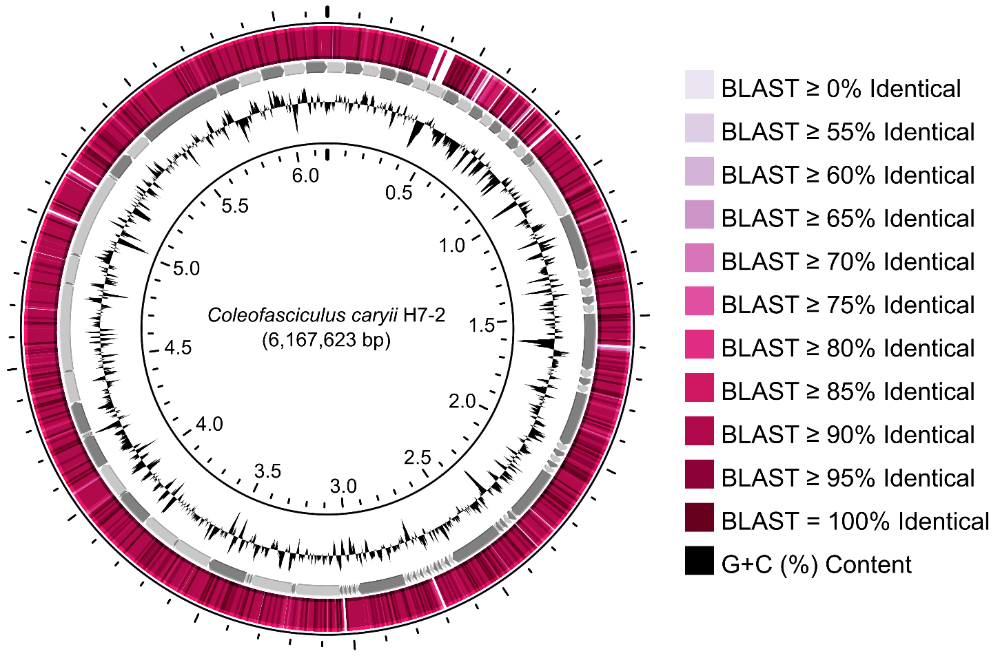 6.0
0.5
5.5
1.0
5.0
Coleofasciculus caryii H7-2
(6,167,623 bp)
1.5
4.5
2.0
4.0
2.5
3.5
3.0
BLAST ≥ 0% Identical
BLAST ≥ 55% Identical
BLAST ≥ 60% Identical
BLAST ≥ 65% Identical
BLAST ≥ 70% Identical
BLAST ≥ 75% Identical
BLAST ≥ 80% Identical
BLAST ≥ 85% Identical
BLAST ≥ 90% Identical
BLAST ≥ 95% Identical
BLAST = 100% Identical
G+C (%) Content